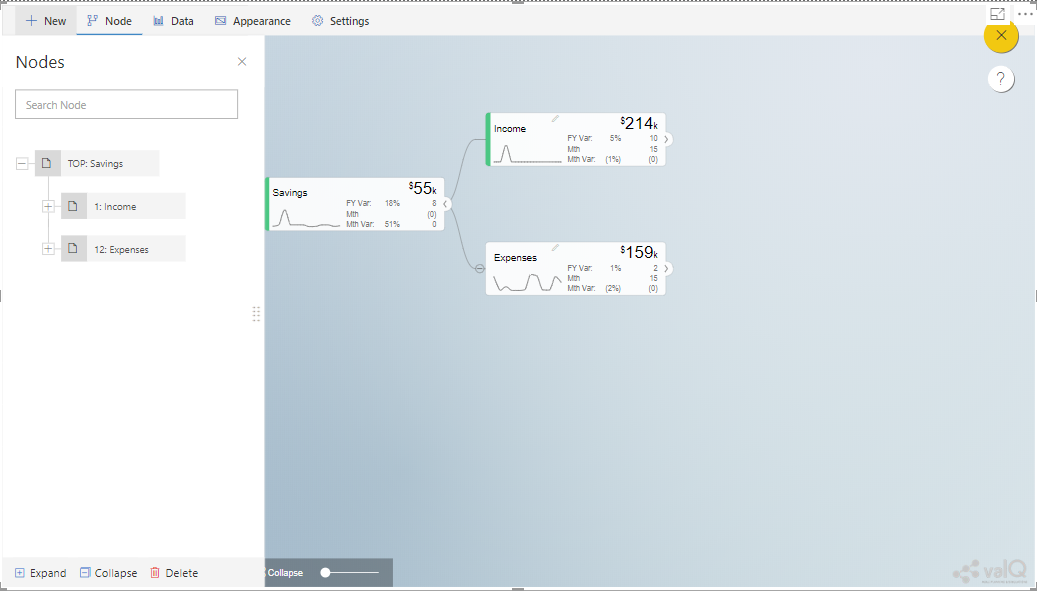 New Node Data Appearance Settings
Nodes
Search Node
TOP: Savings
1: Income
12: Expenses
Expand Collapse Delete
Income $214k
FY Var: 5% 10
Mth 15
Mth Var: (1%) (0)
Savings $55k
FY Var: 18% 8
Mth (0)
Mth Var: 51% 0
Expenses $159k
FY Var: 1% 2
Mth 15
Mth Var: (2%) (0)
?
Collapse
valQ